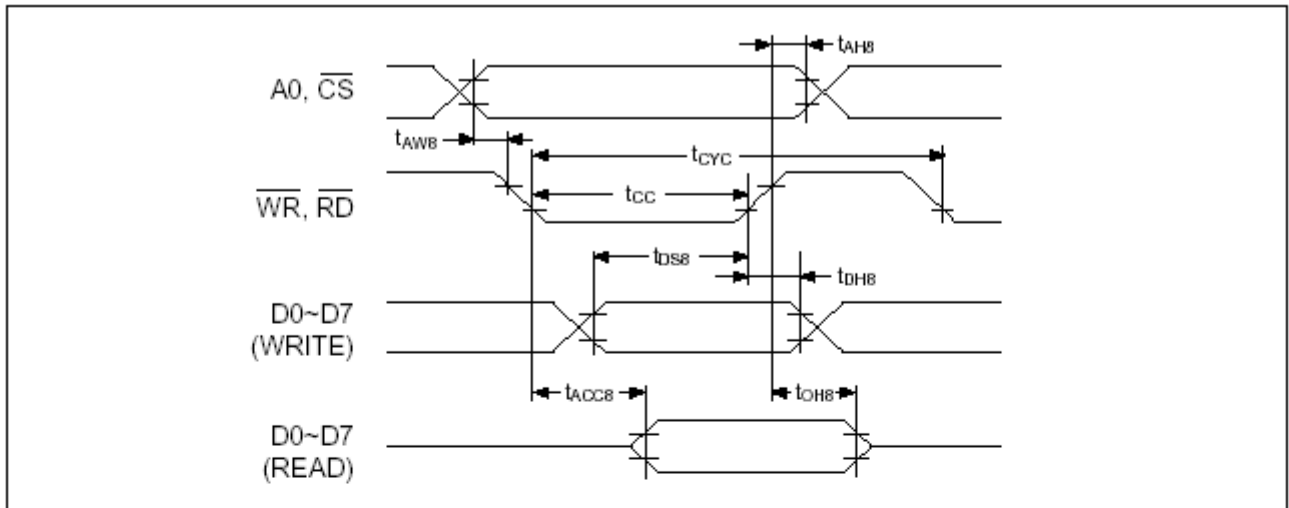 tAH8
A0, CS
tAW8
tCYC
WR, RD
tCC
tDS8
tDH8
D0~D7
(WRITE)
tACC8
tOH8
D0~D7
(READ)